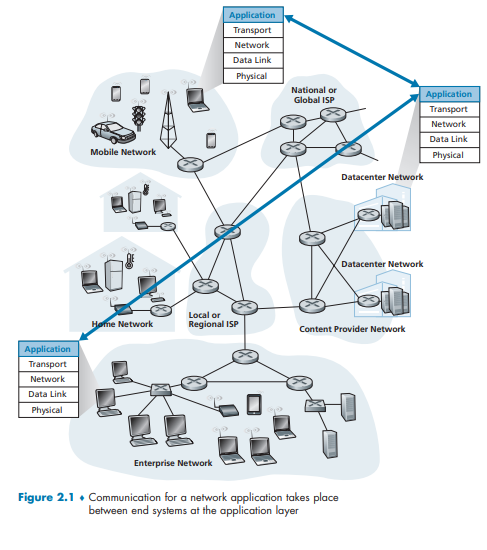 Application
Transport
Network
Data Link
Physical
National or
Global ISP
Application
Transport
Network
Data Link
Physical
Mobile Network
Datacenter Network
Datacenter Network
Home Network
Local or
Regional ISP
Content Provider Network
Application
Transport
Network
Data Link
Physical
Enterprise Network
Figure 2.1 ♦ Communication for a network application takes place
between end systems at the application layer